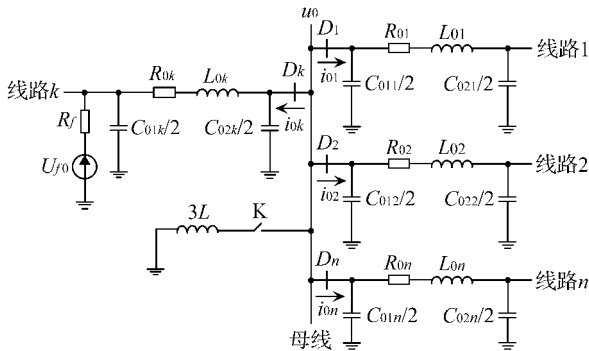 u0
D1 R01 L01
i01 C011/2 C021/2 线路1
线路k R0k L0k Dk
Rf C01k/2 C02k/2 i0k
Uf0
D2 R02 L02
i02 C012/2 C022/2 线路2
3L K
Dn R0n L0n
i0n C01n/2 C02n/2 线路n
母线